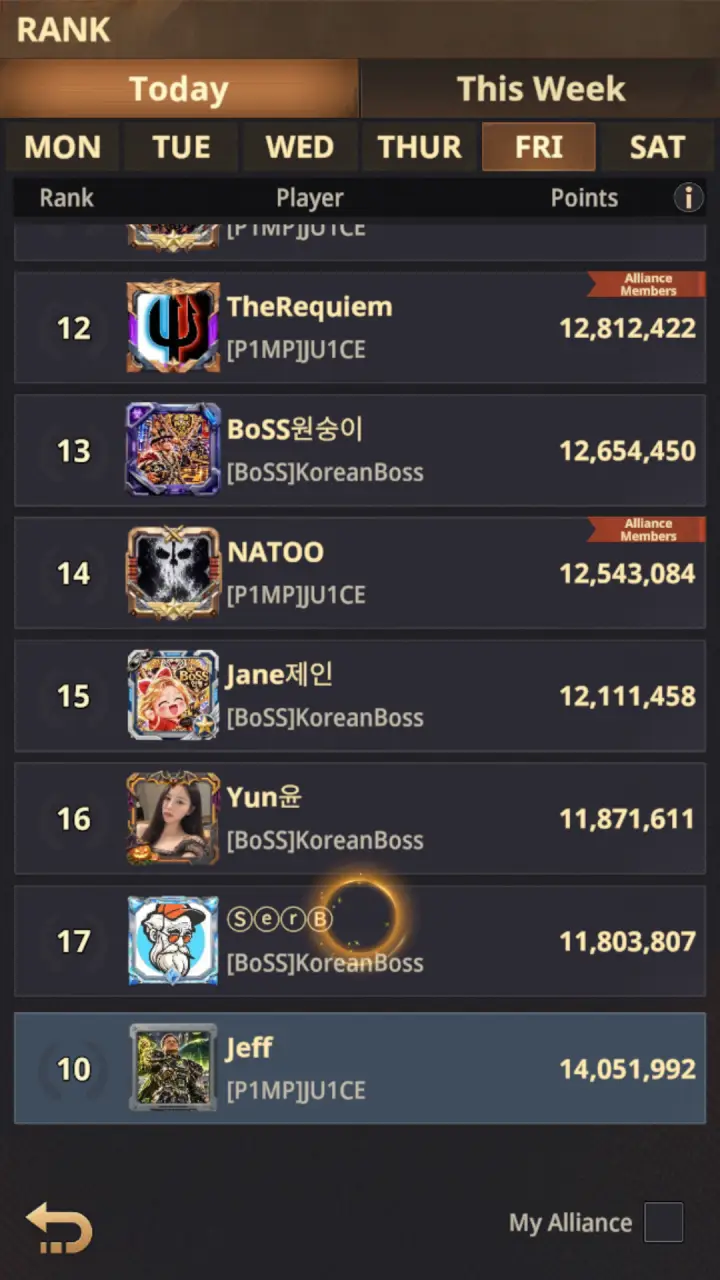 RANK
Today
This Week
MON TUE WED THUR FRI SAT
Rank Player Points
[P1MP]JU1CE
Alliance
Members
12 TheRequiem 12,812,422
[P1MP]JU1CE
13 BoSS원숭이 12,654,450
[BoSS]KoreanBoss
Alliance
Members
14 NATOO 12,543,084
[P1MP]JU1CE
15 Jane제인 12,111,458
[BoSS]KoreanBoss
16 Yun윤 11,871,611
[BoSS]KoreanBoss
17 ⓈⓔⓡⒷ 11,803,807
[BoSS]KoreanBoss
10 Jeff 14,051,992
[P1MP]JU1CE
My Alliance